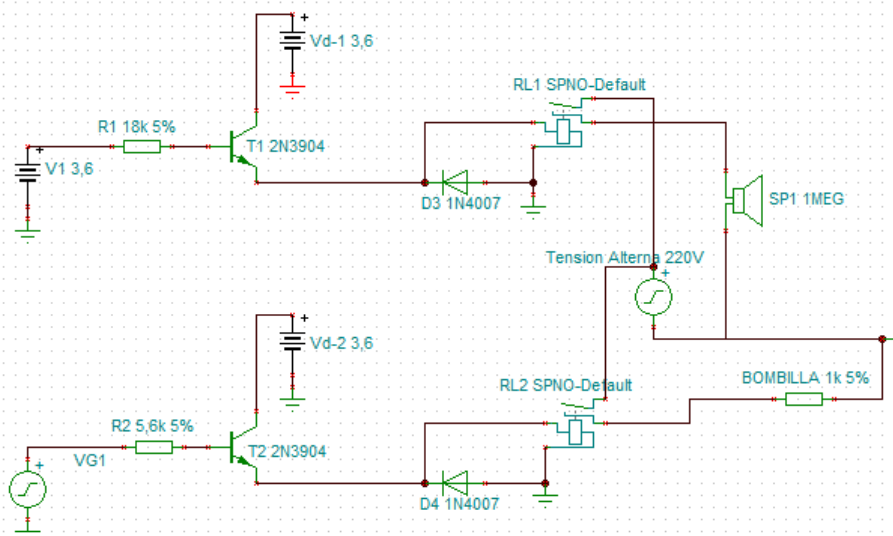 +
Vd-1 3,6
RL1 SPNO-Default
R1 18k 5%
+
T1 2N3904
V1 3,6
D3 1N4007
SP1 1MEG
Tension Alterna 220V
+
+
Vd-2 3,6
RL2 SPNO-Default
BOMBILLA 1k 5%
R2 5,6k 5%
T2 2N3904
+
VG1
D4 1N4007